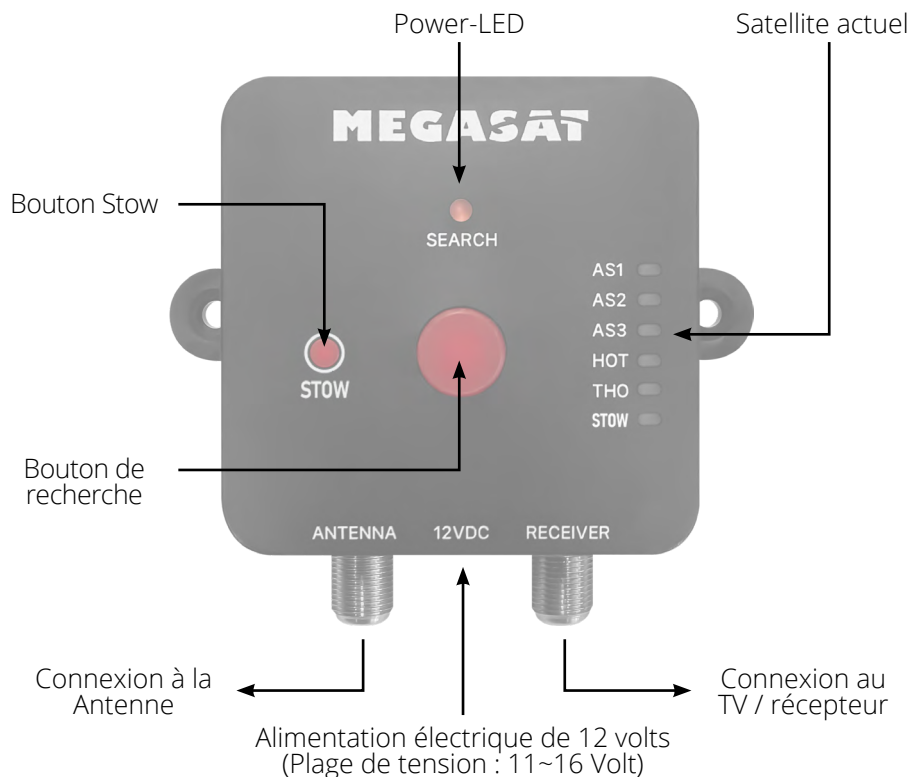 Power-LED
Satellite actuel
MEGASAT
Bouton Stow
SEARCH
AS1
AS2
AS3
HOT
THO
STOW
STOW
Bouton de
recherche
ANTENNA
12VDC
RECEIVER
Connexion à la
Antenne
Connexion au
TV / récepteur
Alimentation électrique de 12 volts
(Plage de tension : 11~16 Volt)